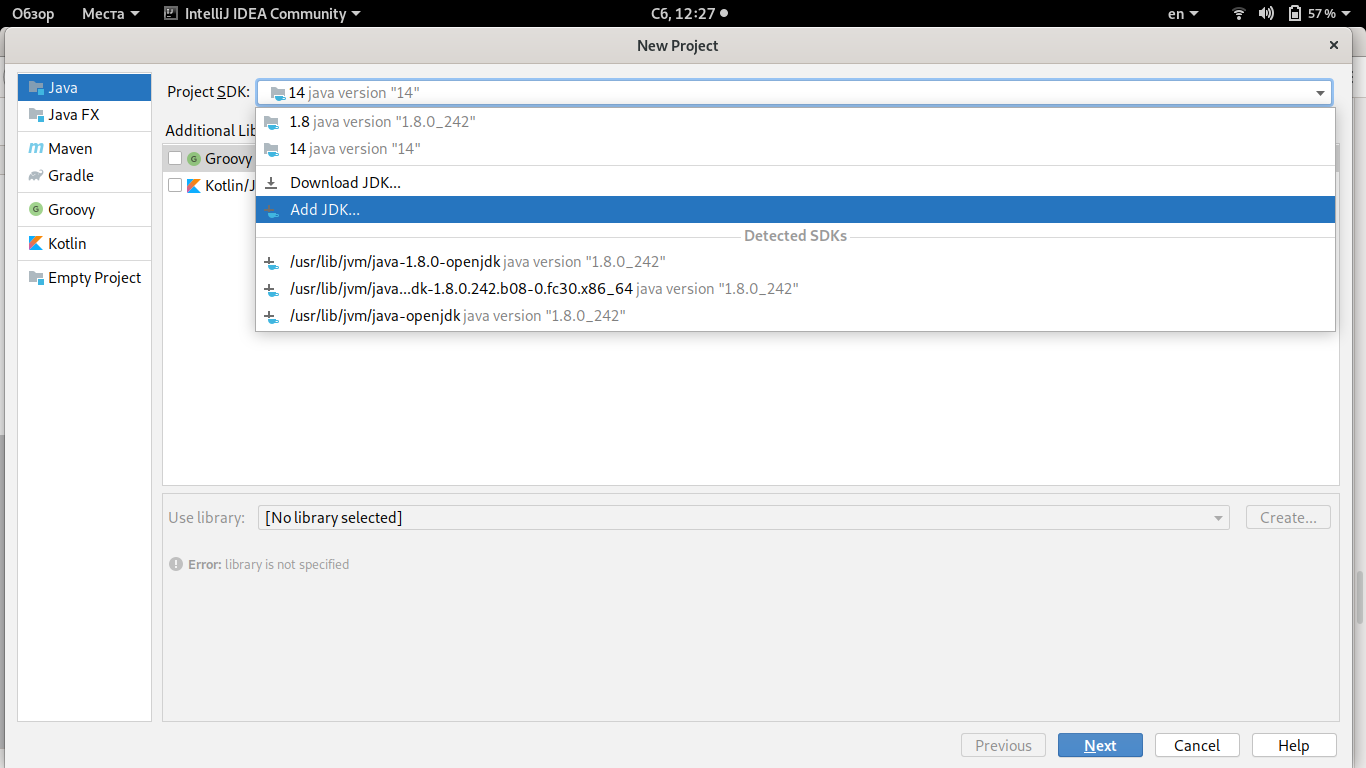 Обзор Места IntelliJ IDEA Community Сб, 12:27 en 57 %
New Project
Java
Java FX
Maven
Gradle
Groovy
Kotlin
Empty Project
Project SDK: 14 java version "14"
1.8 java version "1.8.0_242"
14 java version "14"
Download JDK...
Add JDK...
Detected SDKs
/usr/lib/jvm/java-1.8.0-openjdk java version "1.8.0_242"
/usr/lib/jvm/java...dk-1.8.0.242.b08-0.fc30.x86_64 java version "1.8.0_242"
/usr/lib/jvm/java-openjdk java version "1.8.0_242"
Additional Lib
Groovy
Kotlin/J
Use library: [No library selected] Create...
Error: library is not specified
Previous Next Cancel Help